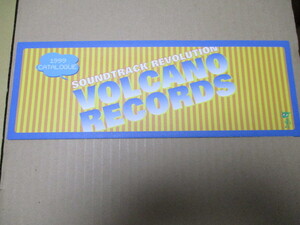 1995
CATALOGUE
SOUNDTRACK REVOLUTION
VOLCANO
RECORDS